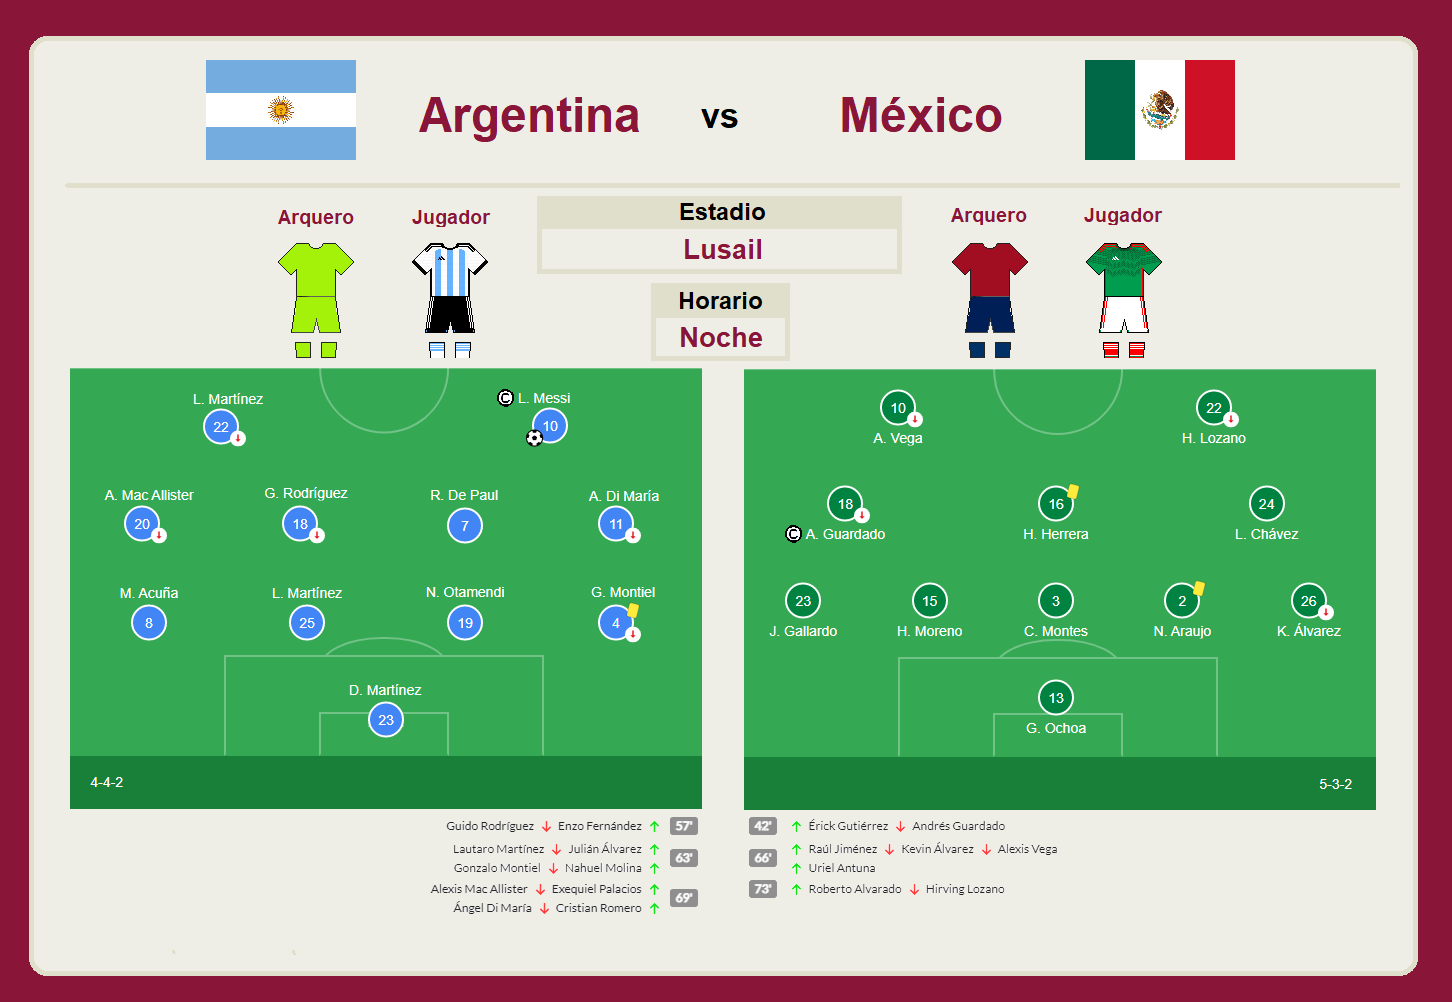 Argentina vs México
Arquero
Jugador
Estadio
Lusail
Horario
Noche
Arquero
Jugador
L. Martínez
22
© L. Messi
10
A. Mac Allister
20
G. Rodríguez
18
R. De Paul
7
A. Di María
11
M. Acuña
8
L. Martínez
25
N. Otamendi
19
G. Montiel
4
D. Martínez
23
4-4-2
10
A. Vega
22
H. Lozano
18
© A. Guardado
16
H. Herrera
24
L. Chávez
23
J. Gallardo
15
H. Moreno
3
C. Montes
2
N. Araujo
26
K. Álvarez
13
G. Ochoa
5-3-2
Guido Rodríguez ↓ Enzo Fernández ↑ 57'
Lautaro Martínez ↓ Julián Álvarez ↑ 63'
Gonzalo Montiel ↓ Nahuel Molina ↑
Alexis Mac Allister ↓ Exequiel Palacios ↑ 69'
Ángel Di María ↓ Cristian Romero ↑
42' ↑ Érick Gutiérrez ↓ Andrés Guardado
66' ↑ Raúl Jiménez ↓ Kevin Álvarez ↓ Alexis Vega
↑ Uriel Antuna
73' ↑ Roberto Alvarado ↓ Hirving Lozano